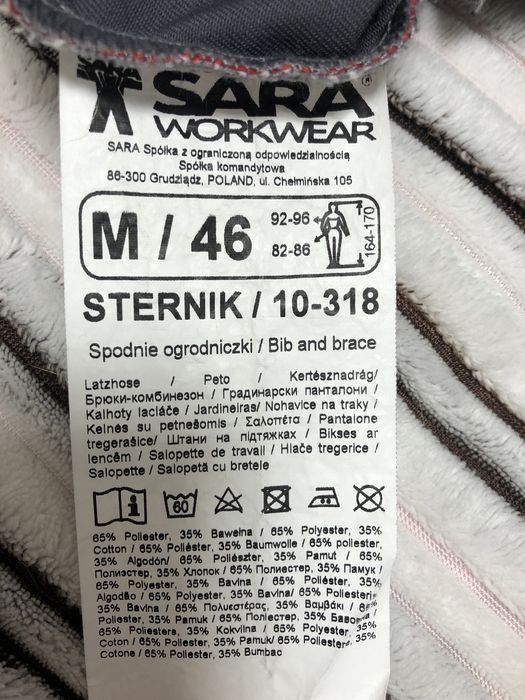 SARA®
WORKWEAR
SARA Spółka z ograniczoną odpowiedzialnością
Spółka komandytowa
86-300 Grudziądz, POLAND, ul. Chełmińska 105
M / 46
92-96
82-86
164-170
STERNIK / 10-318
Spodnie ogrodniczki / Bib and brace
Latzhose / Peto / Kertésznadrág/
Брюки-комбинезон / Градинарски панталони /
Kalhoty lacláče / Jardineiras/ Nohavice na traky /
Kelnės su petnešomis / Σαλοπέτα / Pantalone
tregerašice/ Штани на підтяжках / Bikses ar
lencēm / Salopette de travail / Hlače tregerice /
Salopette / Salopetă cu bretele
60
65% Poliester, 35% Bawełna / 65% Polyester, 35%
Cotton / 65% Poliéster, 35% Baumwolle / 65% poliester,
35% Algodón/ 65% Poliészter, 35% Pamut / 65%
Полиэстер, 35% Хлопок / 65% Полиестер, 35% Памук /
65% Polyester, 35% Bavlna / 65% Poliéster, 35%
Algodão / 65% Polyester, 35% Bavlna/ 65% Poliesteris,
35% Bavlna / 65% Πολυεστέρας, 35% Βαμβάκι / 65%
Poliester, 35% Pamuk / 65% Поліестер, 35% Бавовна /
65% Poliesters, 35% Kokvilna / 65% Polyester, 35%
Coton / 65% Poliester, 35% Pamuk/ 65% Poliestere, 35%
Cotone / 65% Poliester, 35% Bumbac